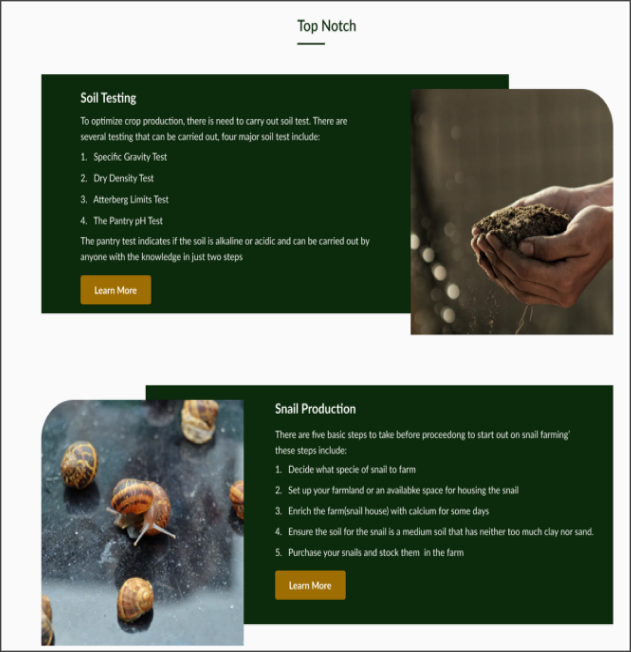 Top Notch
Soil Testing
To optimize crop production, there is need to carry out soil test. There are
several testing that can be carried out, four major soil test include:
1. Specific Gravity Test
2. Dry Density Test
3. Atterberg Limits Test
4. The Pantry pH Test
The pantry test indicates if the soil is alkaline or acidic and can be carried out by
anyone with the knowledge in just two steps
Learn More
Snail Production
There are five basic steps to take before proceedong to start out on snail farming'
these steps include:
1. Decide what specie of snail to farm
2. Set up your farmland or an availabke space for housing the snail
3. Enrich the farm(snail house) with calcium for some days
4. Ensure the soil for the snail is a medium soil that has neither too much clay nor sand.
5. Purchase your snails and stock them in the farm
Learn More